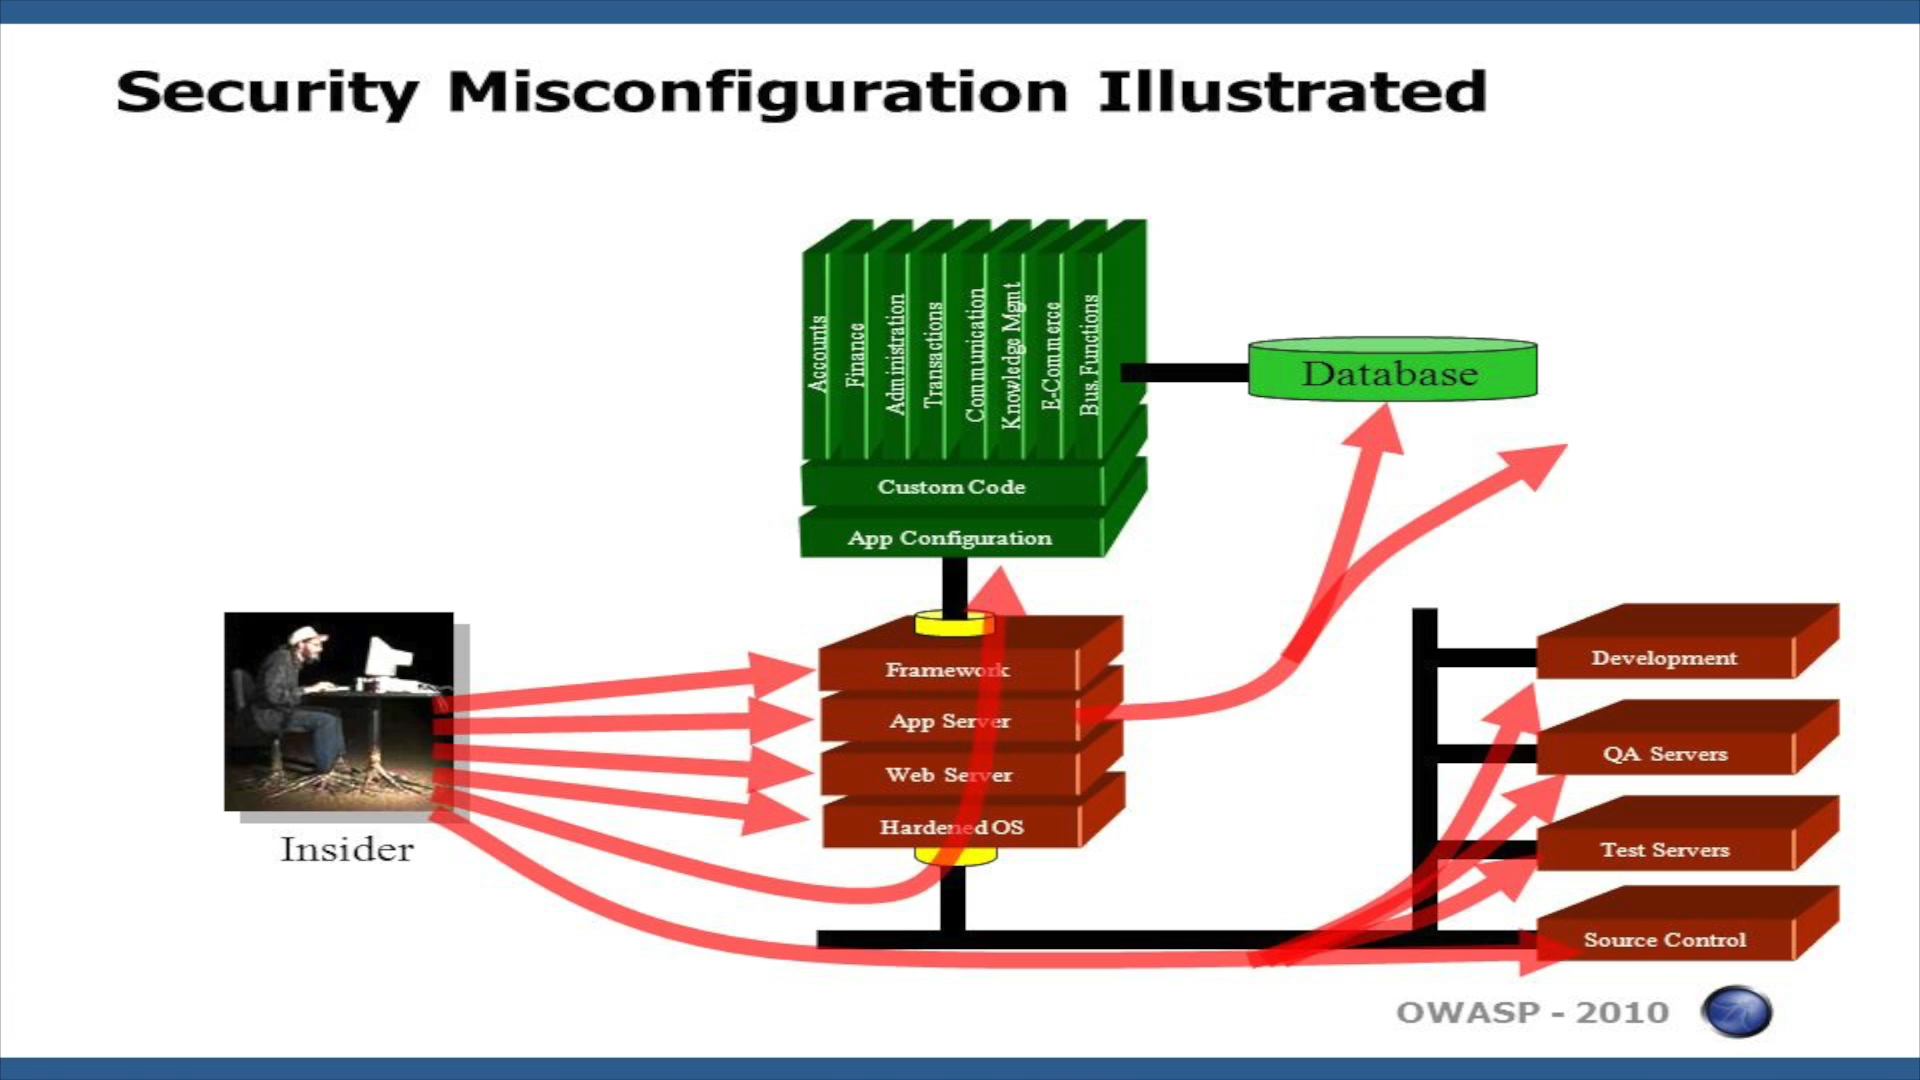 Security Misconfiguration Illustrated
Accounts
Finance
Administration
Transactions
Communication
Knowledge Mgmt
E-Commerce
Bus. Functions
Database
Custom Code
App Configuration
Framework
App Server
Web Server
Hardened OS
Insider
Development
QA Servers
Test Servers
Source Control
OWASP - 2010